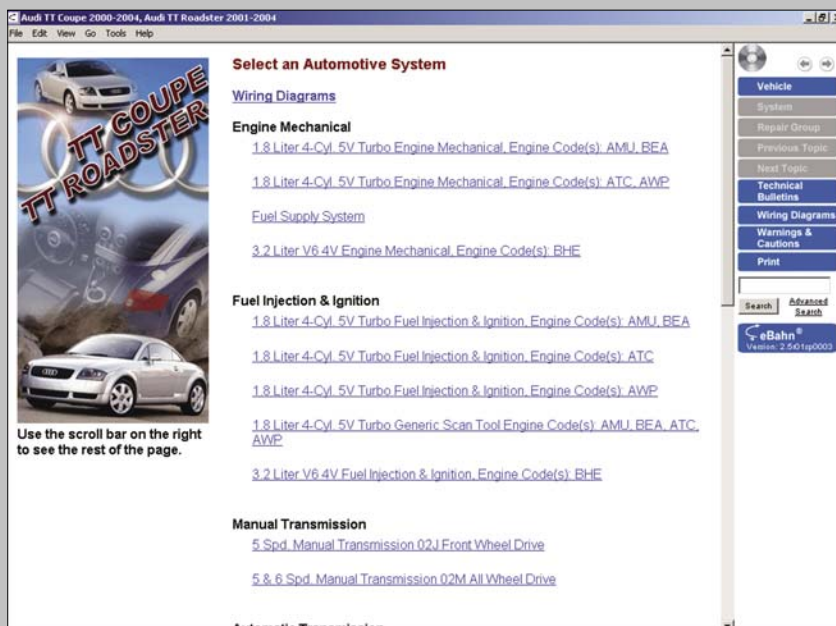 Audi TT Coupe 2000-2004, Audi TT Roadster 2001-2004
File Edit View Go Tools Help
TT COUPE
TT ROADSTER
Use the scroll bar on the right
to see the rest of the page.
Select an Automotive System
Wiring Diagrams
Engine Mechanical
1.8 Liter 4-Cyl. 5V Turbo Engine Mechanical, Engine Code(s): AMU, BEA
1.8 Liter 4-Cyl. 5V Turbo Engine Mechanical, Engine Code(s): ATC, AWP
Fuel Supply System
3.2 Liter V6 4V Engine Mechanical, Engine Code(s): BHE
Fuel Injection & Ignition
1.8 Liter 4-Cyl. 5V Turbo Fuel Injection & Ignition, Engine Code(s): AMU, BEA
1.8 Liter 4-Cyl. 5V Turbo Fuel Injection & Ignition, Engine Code(s): ATC
1.8 Liter 4-Cyl. 5V Turbo Fuel Injection & Ignition, Engine Code(s): AWP
1.8 Liter 4-Cyl. 5V Turbo Generic Scan Tool Engine Code(s): AMU, BEA, ATC,
AWP
3.2 Liter V6 4V Fuel Injection & Ignition, Engine Code(s): BHE
Manual Transmission
5 Spd. Manual Transmission 02J Front Wheel Drive
5 & 6 Spd. Manual Transmission 02M All Wheel Drive
Automatic Transmission
Vehicle
System
Repair Group
Previous Topic
Next Topic
Technical
Bulletins
Wiring Diagrams
Warnings &
Cautions
Print
Search
Advanced
Search
eBahn®
Version: 2.5r01sp0003